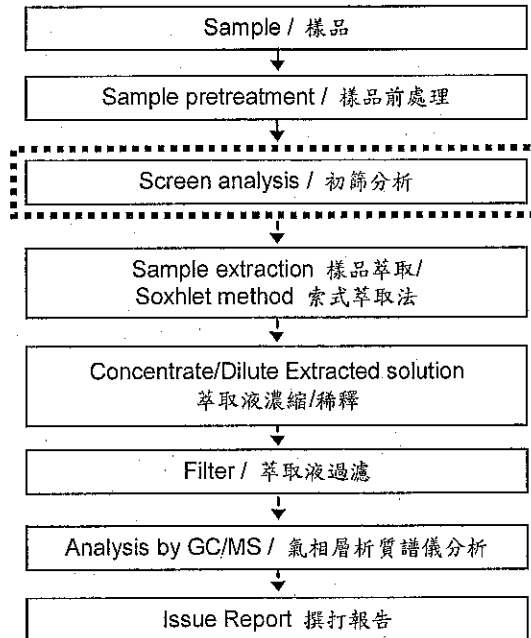 Sample / 樣品
Sample pretreatment / 樣品前處理
Screen analysis / 初篩分析
Sample extraction 樣品萃取/
Soxhlet method 索式萃取法
Concentrate/Dilute Extracted solution
萃取液濃縮/稀釋
Filter / 萃取液過濾
Analysis by GC/MS / 氣相層析質譜儀分析
Issue Report 撰打報告